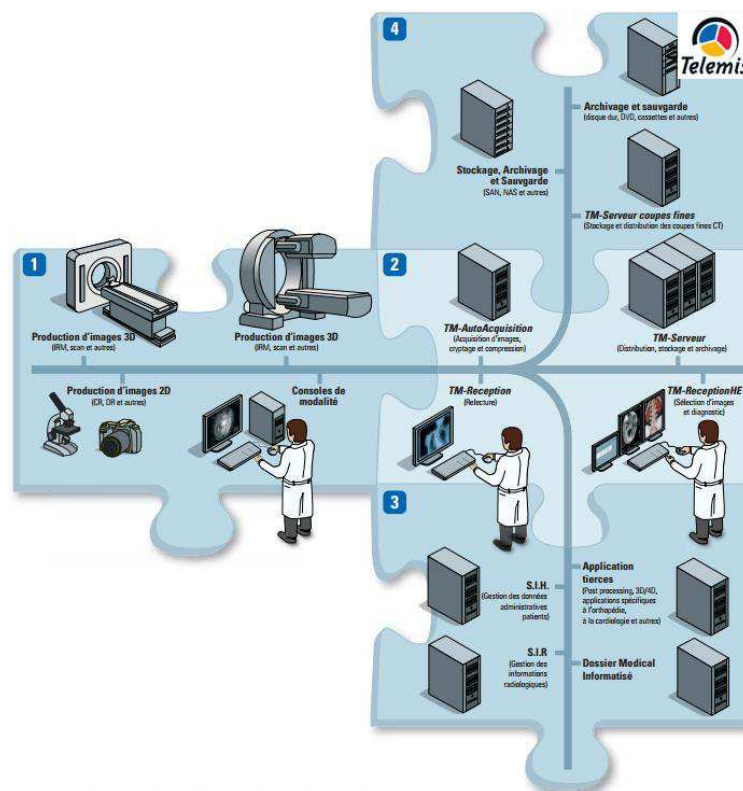 4
Telemis
Archivage et sauvgarde
(disque dur, DVD, cassettes et autres)
Stockage, Archivage
et Sauvgarde
(SAN, NAS et autres)
TM-Serveur coupes fines
(Stockage et distribution des coupes fines CT)
1
Production d'images 3D
(IRM, scan et autres)
Production d'images 3D
(IRM, scan et autres)
2
TM-AutoAcquisition
(Acquisition d'images,
cryptage et compression)
TM-Serveur
(Distribution, stockage et archivage)
Production d'images 2D
(CR, DR et autres)
Consoles de
modalité
TM-Reception
(Relecture)
TM-ReceptionHE
(Sélection d'images
et diagnostic)
3
S.I.H.
(Gestion des données
administratives
patients)
Application
tierces
(Post processing, 3D/4D,
applications spécifiques
à l'orthopédie,
à la cardiologie et autres)
S.I.R
(Gestion des
informations
radiologiques)
Dossier Medical
Informatisé